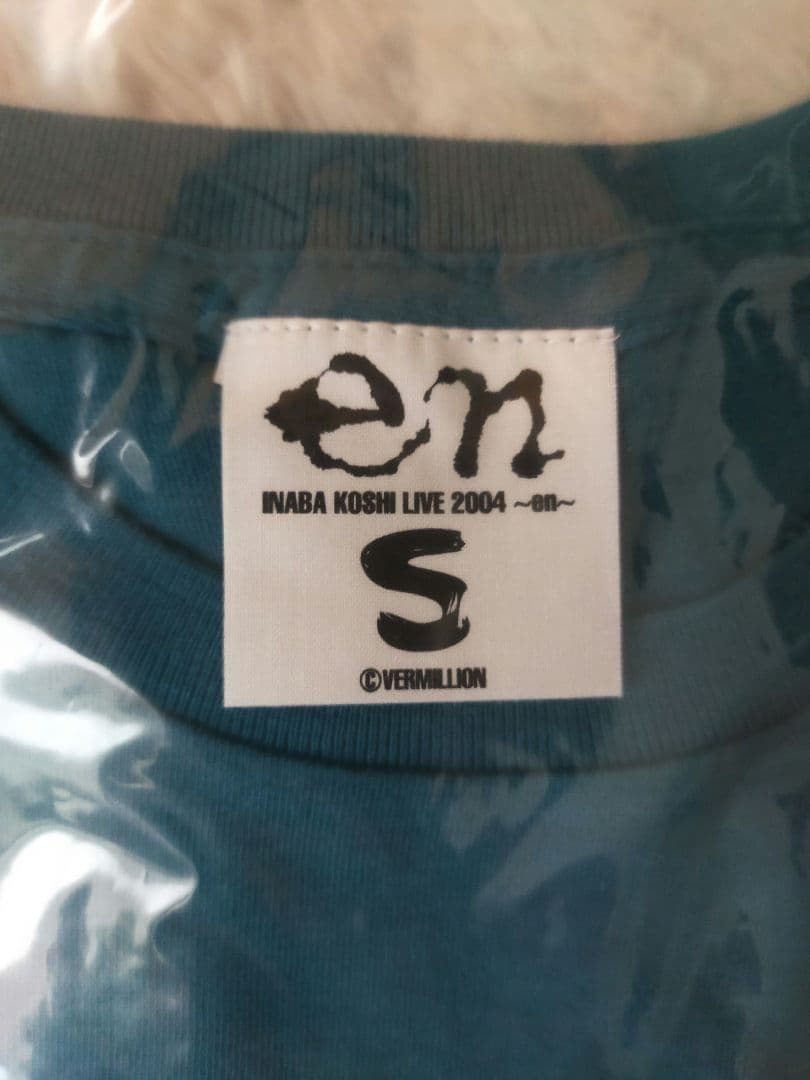 en
INABA KOSHI LIVE 2004 ~en~
S
©VERMILLION